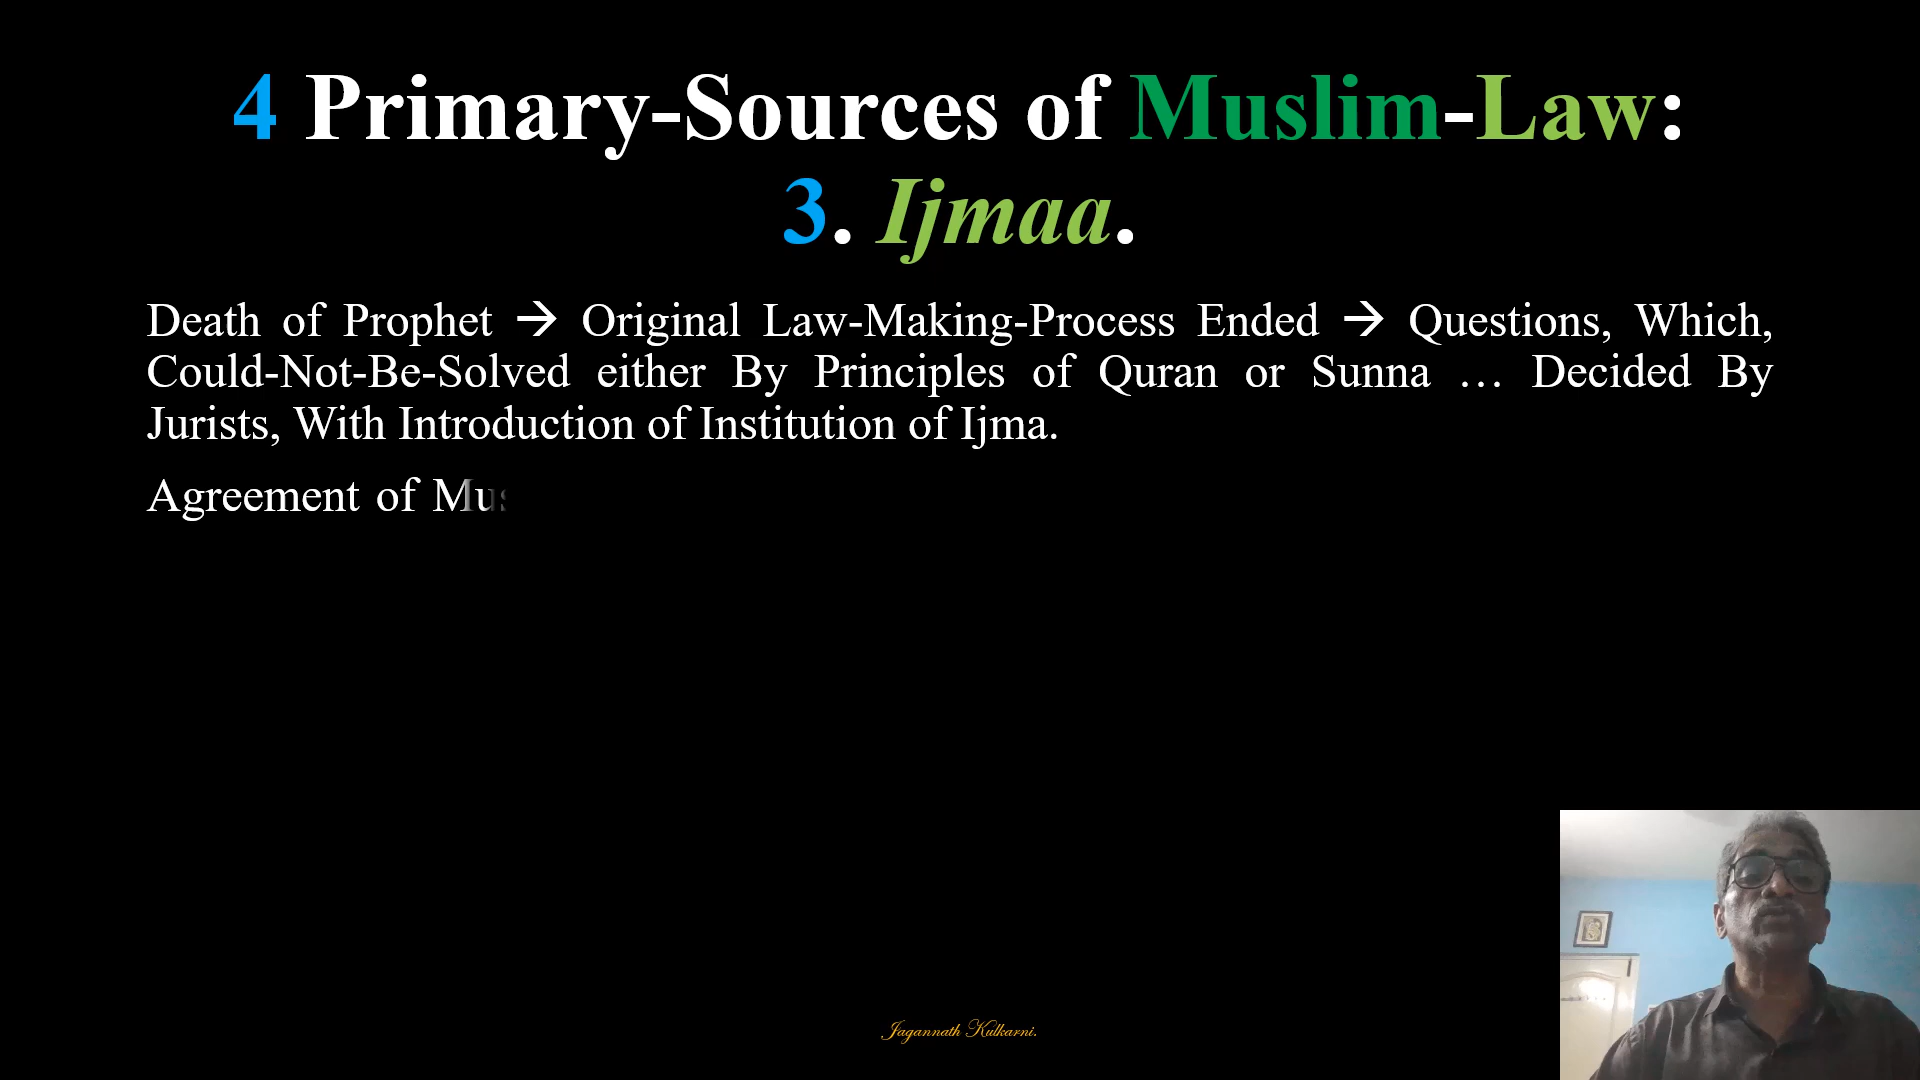 4 Primary-Sources of Muslim-Law:
3. Ijmaa.
Death of Prophet → Original Law-Making-Process Ended → Questions, Which,
Could-Not-Be-Solved either By Principles of Quran or Sunna … Decided By
Jurists, With Introduction of Institution of Ijma.
Agreement of
Jagannath Kulkarni.